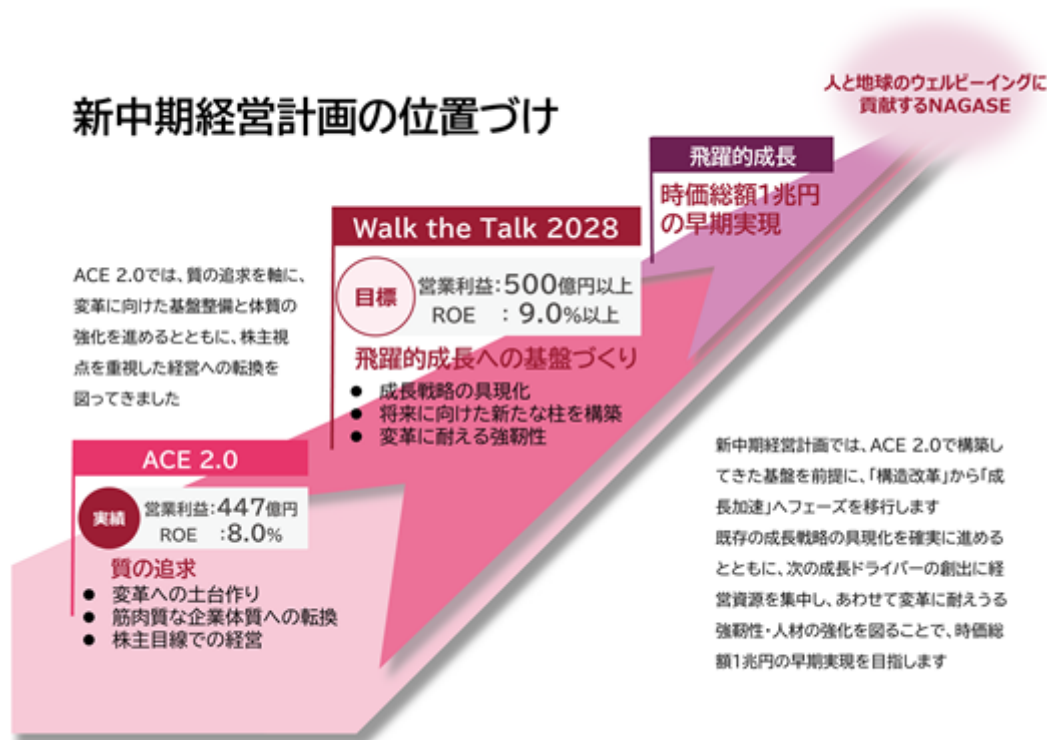 新中期経営計画の位置づけ
人と地球のウェルビーイングに
貢献するNAGASE
飛躍的成長
時価総額1兆円
の早期実現
Walk the Talk 2028
目標
営業利益:500億円以上
ROE : 9.0%以上
飛躍的成長への基盤づくり
● 成長戦略の具現化
● 将来に向けた新たな柱を構築
● 変革に耐える強靭性
ACE 2.0では、質の追求を軸に、
変革に向けた基盤整備と体質の
強化を進めるとともに、株主視
点を重視した経営への転換を
図ってきました
ACE 2.0
実績
営業利益:447億円
ROE :8.0%
質の追求
● 変革への土台作り
● 筋肉質な企業体質への転換
● 株主目線での経営
新中期経営計画では、ACE 2.0で構築し
てきた基盤を前提に、「構造改革」から「成
長加速」へフェーズを移行します
既存の成長戦略の具現化を確実に進める
とともに、次の成長ドライバーの創出に経
営資源を集中し、あわせて変革に耐えうる
強靭性・人材の強化を図ることで、時価総
額1兆円の早期実現を目指します